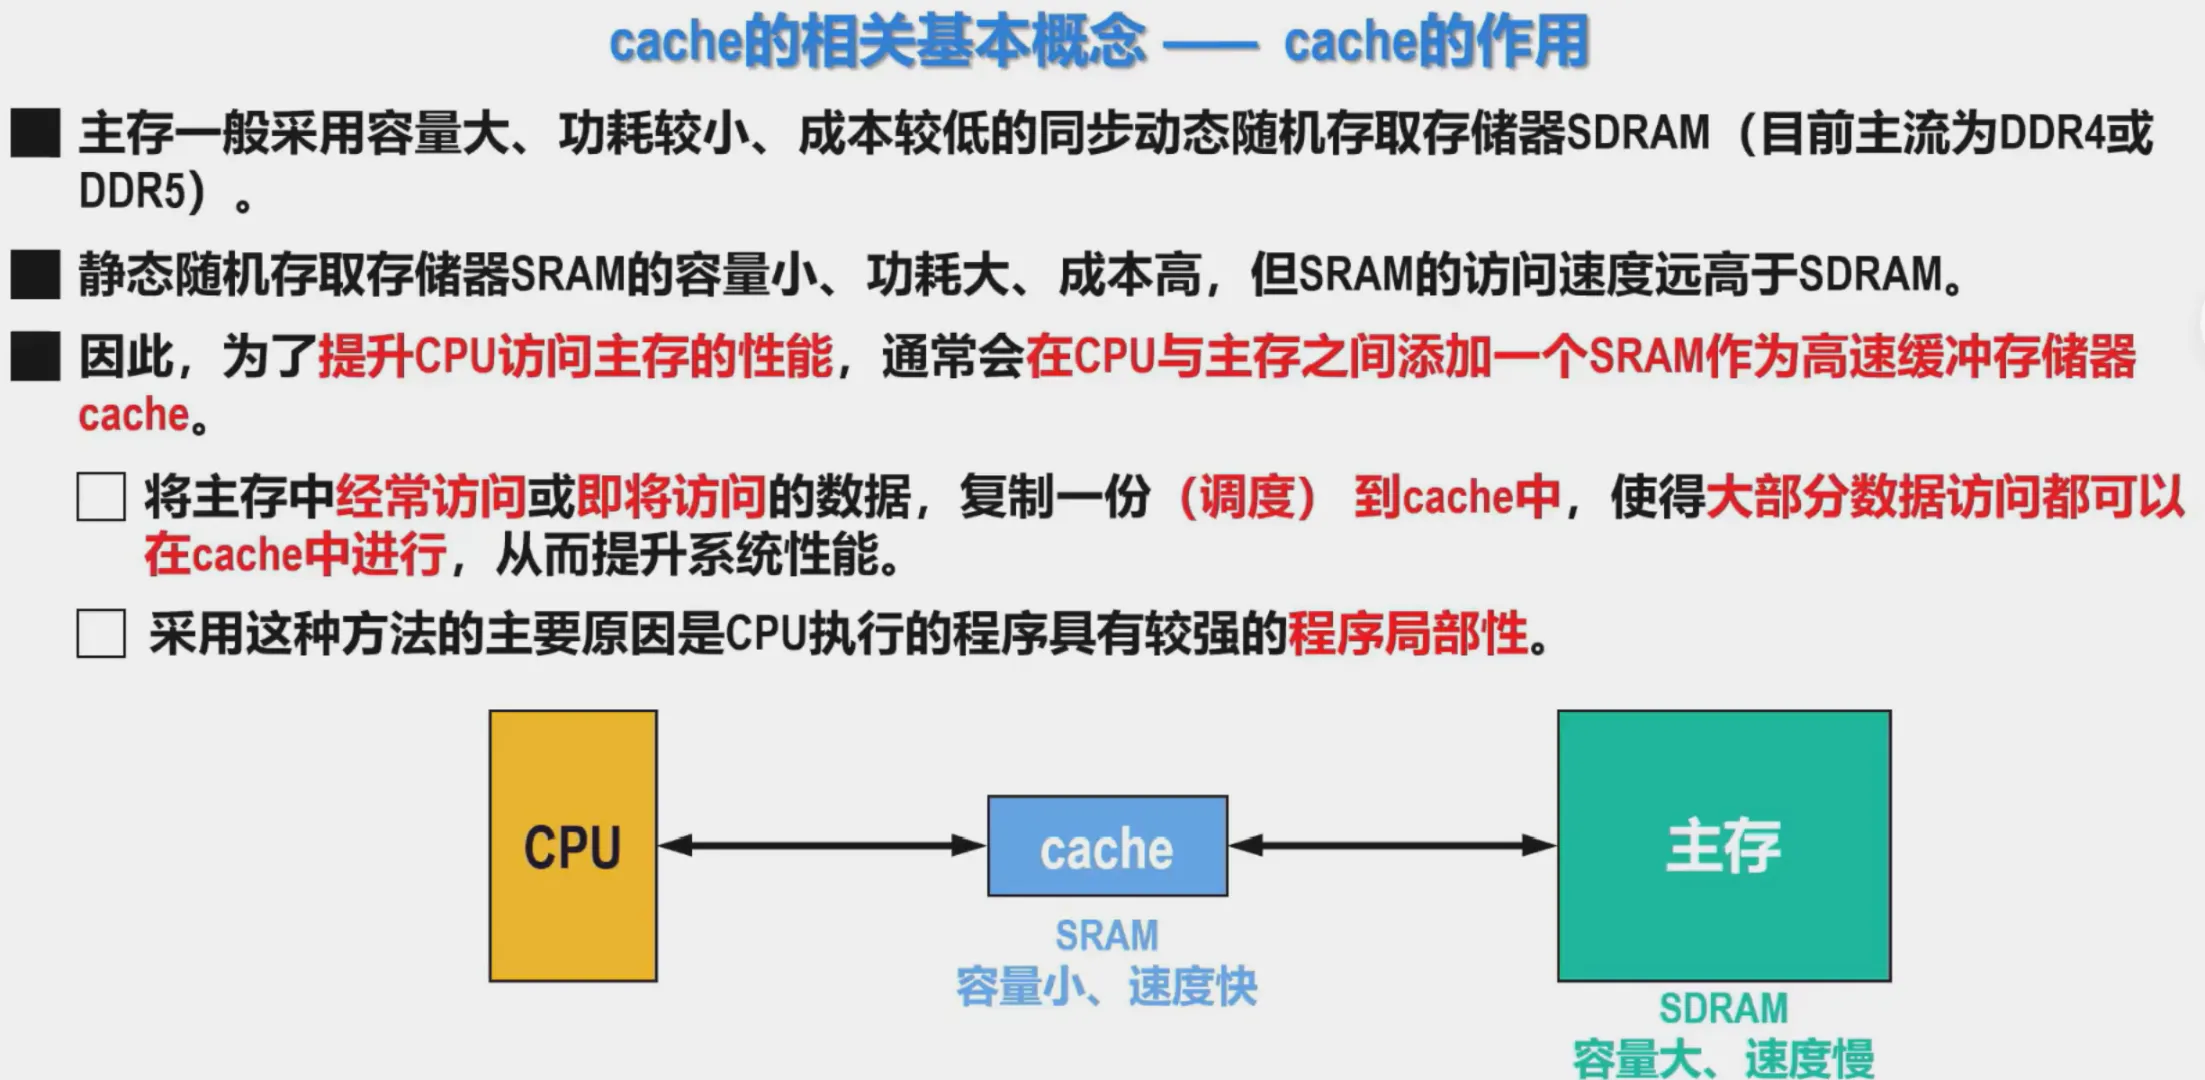 cache的相关基本概念 —— cache的作用
主存一般采用容量大、功耗较小、成本较低的同步动态随机存取存储器SDRAM（目前主流为DDR4或
DDR5）。
静态随机存取存储器SRAM的容量小、功耗大、成本高，但SRAM的访问速度远高于SDRAM。
因此，为了提升CPU访问主存的性能，通常会在CPU与主存之间添加一个SRAM作为高速缓冲存储器
cache。
将主存中经常访问或即将访问的数据，复制一份（调度） 到cache中，使得大部分数据访问都可以
在cache中进行，从而提升系统性能。
采用这种方法的主要原因是CPU执行的程序具有较强的程序局部性。
CPU
cache
主存
SRAM
容量小、速度快
SDRAM
容量大、速度慢